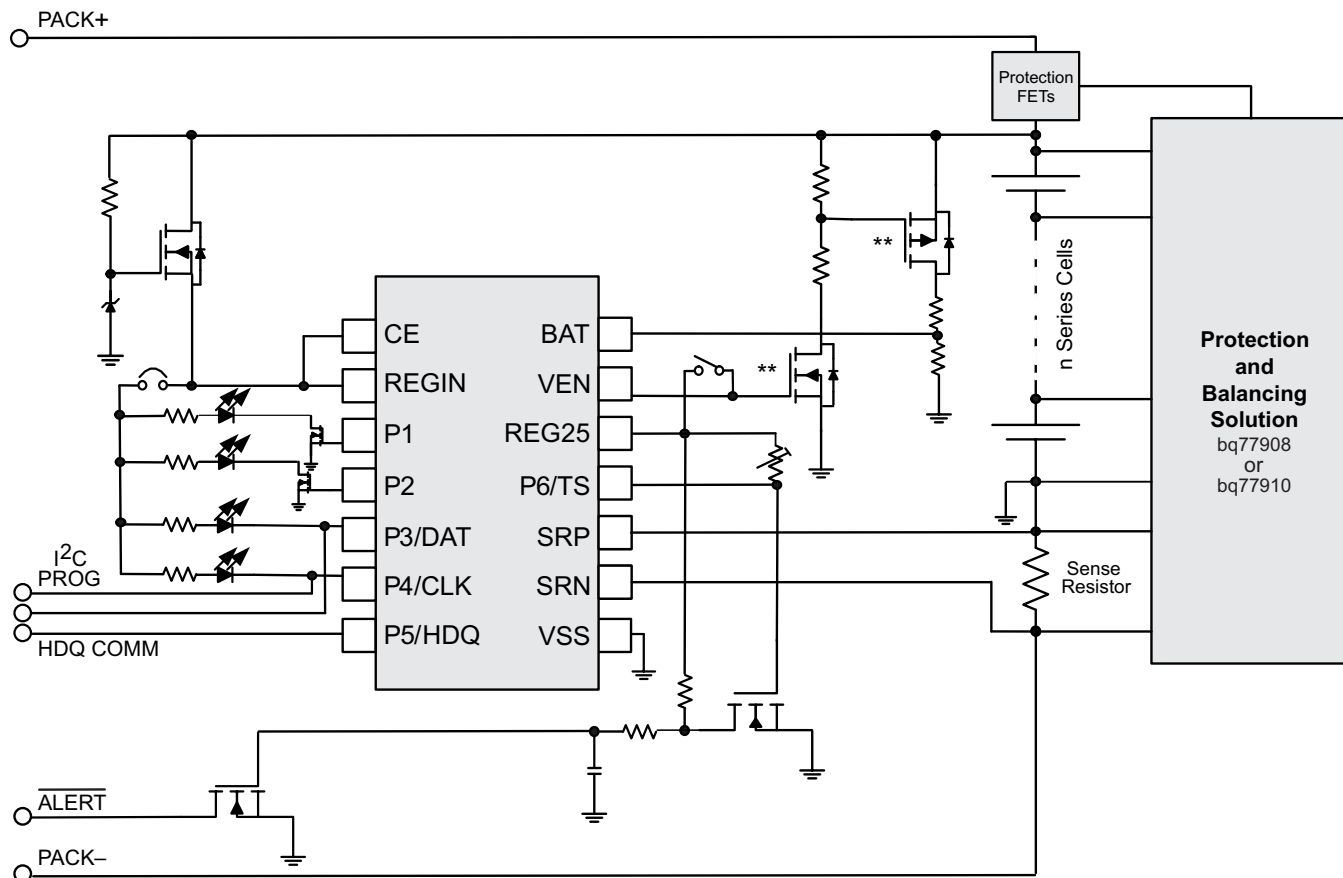 PACK+
Protection
FETs
**
**
n Series Cells
CE
REGIN
P1
P2
P3/DAT
P4/CLK
P5/HDQ
BAT
VEN
REG25
P6/TS
SRP
SRN
VSS
Protection
and
Balancing
Solution
bq77908
or
bq77910
Sense
Resistor
I2C
PROG
HDQ COMM
ALERT
PACK–